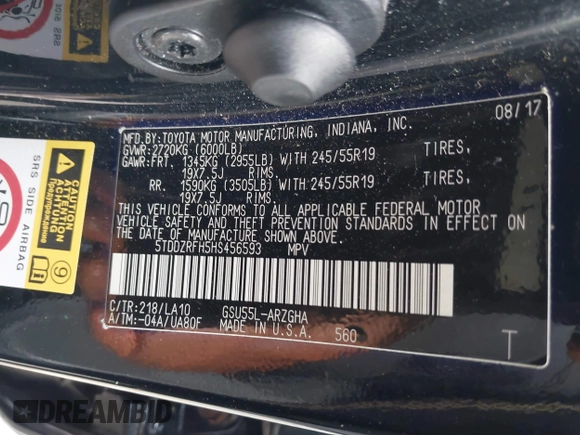 SRS SIDE AIRBAG
CAUTION
ATTENTION
08/17
MFD.BY:TOYOTA MOTOR MANUFACTURING, INDIANA, INC.
GVWR:2720KG (6000LB)
GAWR:FRT. 1345KG (2955LB) WITH 245/55R19 TIRES,
19X7.5J RIMS.
RR. 1590KG (3505LB) WITH 245/55R19 TIRES,
19X7.5J RIMS.
THIS VEHICLE CONFORMS TO ALL APPLICABLE FEDERAL MOTOR
VEHICLE SAFETY AND THEFT PREVENTION STANDARDS IN EFFECT ON
THE DATE OF MANUFACTURE SHOWN ABOVE.
5TDDZRFH5HS456593 MPV
C/TR:218/LA10 GSU55L-ARZGHA
A/TM:-04A/UA80F MADE IN U.S.A. 560
T
DREAMBID